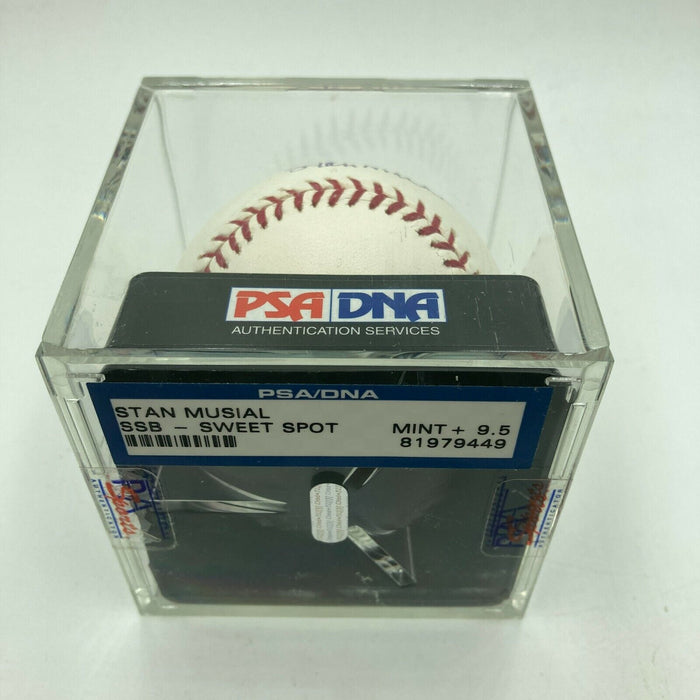 PSA DNA
AUTHENTICATION SERVICES
PSA/DNA
STAN MUSIAL
SSB - SWEET SPOT
MINT+ 9.5
81979449